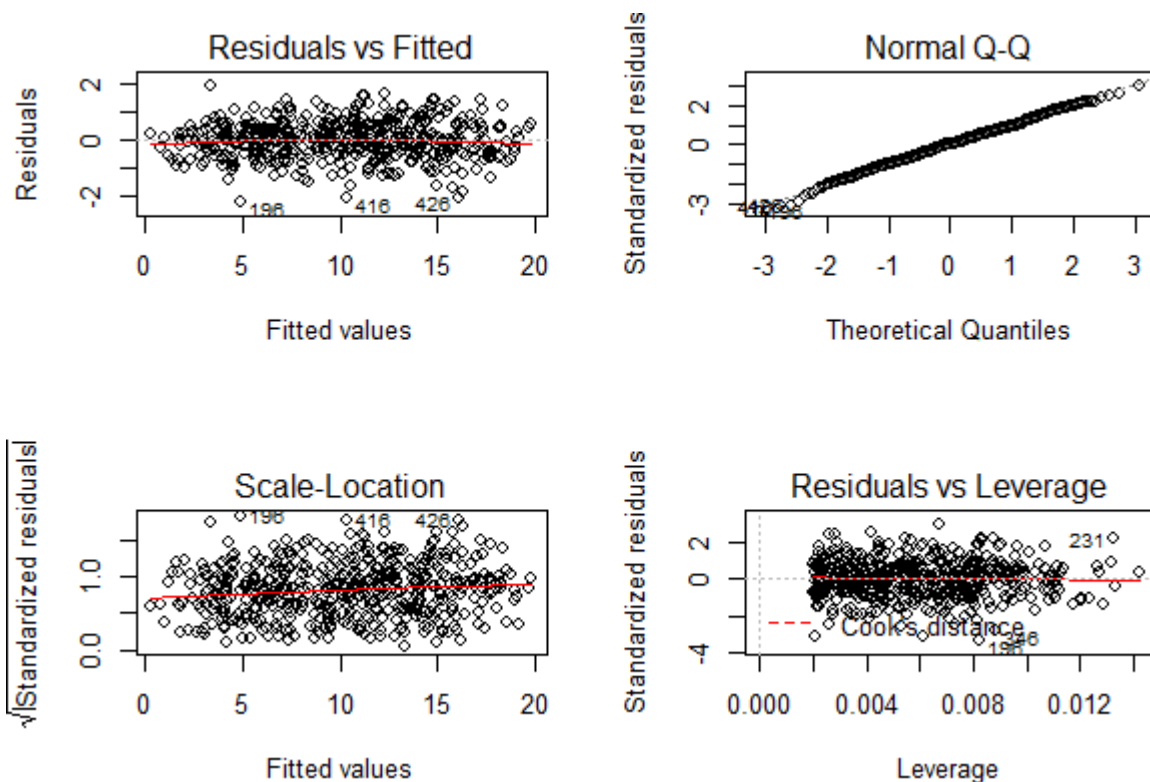 Residuals vs Fitted
Residuals
2
0
-2
196
416
426
0 5 10 15 20
Fitted values
Normal Q-Q
Standardized residuals
2
0
-3
-3 -2 -1 0 1 2 3
Theoretical Quantiles
Scale-Location
√|Standardized residuals|
1.0
0.0
196
416
426
0 5 10 15 20
Fitted values
Residuals vs Leverage
Standardized residuals
2
0
-4
231
Cook's distance
346
196
0.000 0.004 0.008 0.012
Leverage